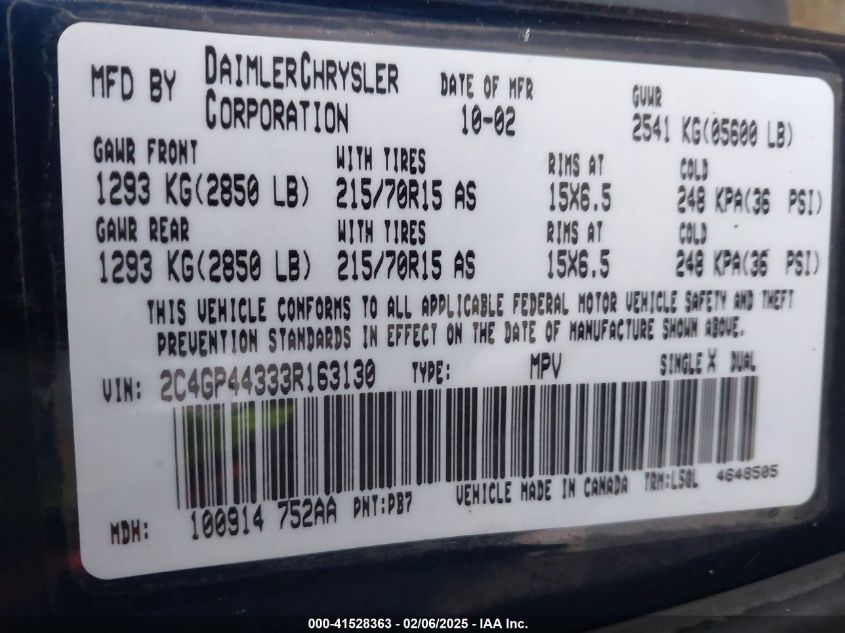 MFD BY DAIMLERCHRYSLER CORPORATION DATE OF MFR 10-02 GVWR 2541 KG(05600 LB)
GAWR FRONT WITH TIRES RIMS AT COLD
1293 KG(2850 LB) 215/70R15 AS 15X6.5 248 KPA(36 PSI)
GAWR REAR WITH TIRES RIMS AT COLD
1293 KG(2850 LB) 215/70R15 AS 15X6.5 248 KPA(36 PSI)
THIS VEHICLE CONFORMS TO ALL APPLICABLE FEDERAL MOTOR VEHICLE SAFETY AND THEFT
PREVENTION STANDARDS IN EFFECT ON THE DATE OF MANUFACTURE SHOWN ABOVE.
VIN: 2C4GP44333R163130 TYPE: MPV SINGLE X DUAL
MDH: 100914 752AA PNT:PB7 VEHICLE MADE IN CANADA TRM:L50L 4648505
000-41528363 - 02/06/2025 - IAA Inc.